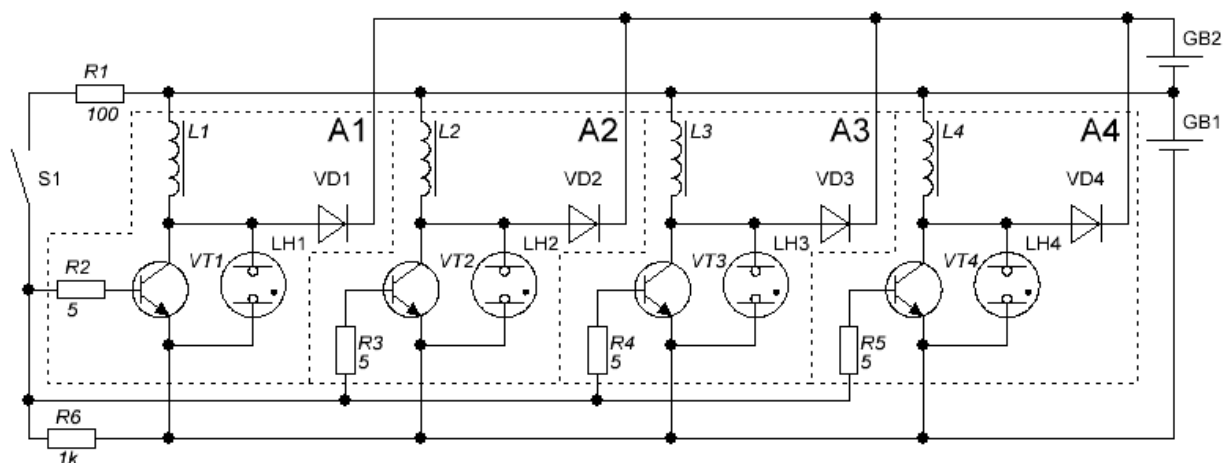 GB2
R1
100
L1
A1
L2
A2
L3
A3
L4
A4
GB1
S1
VD1
VD2
VD3
VD4
R2
5
VT1
LH1
VT2
LH2
VT3
LH3
VT4
LH4
R3
5
R4
5
R5
5
R6
1k